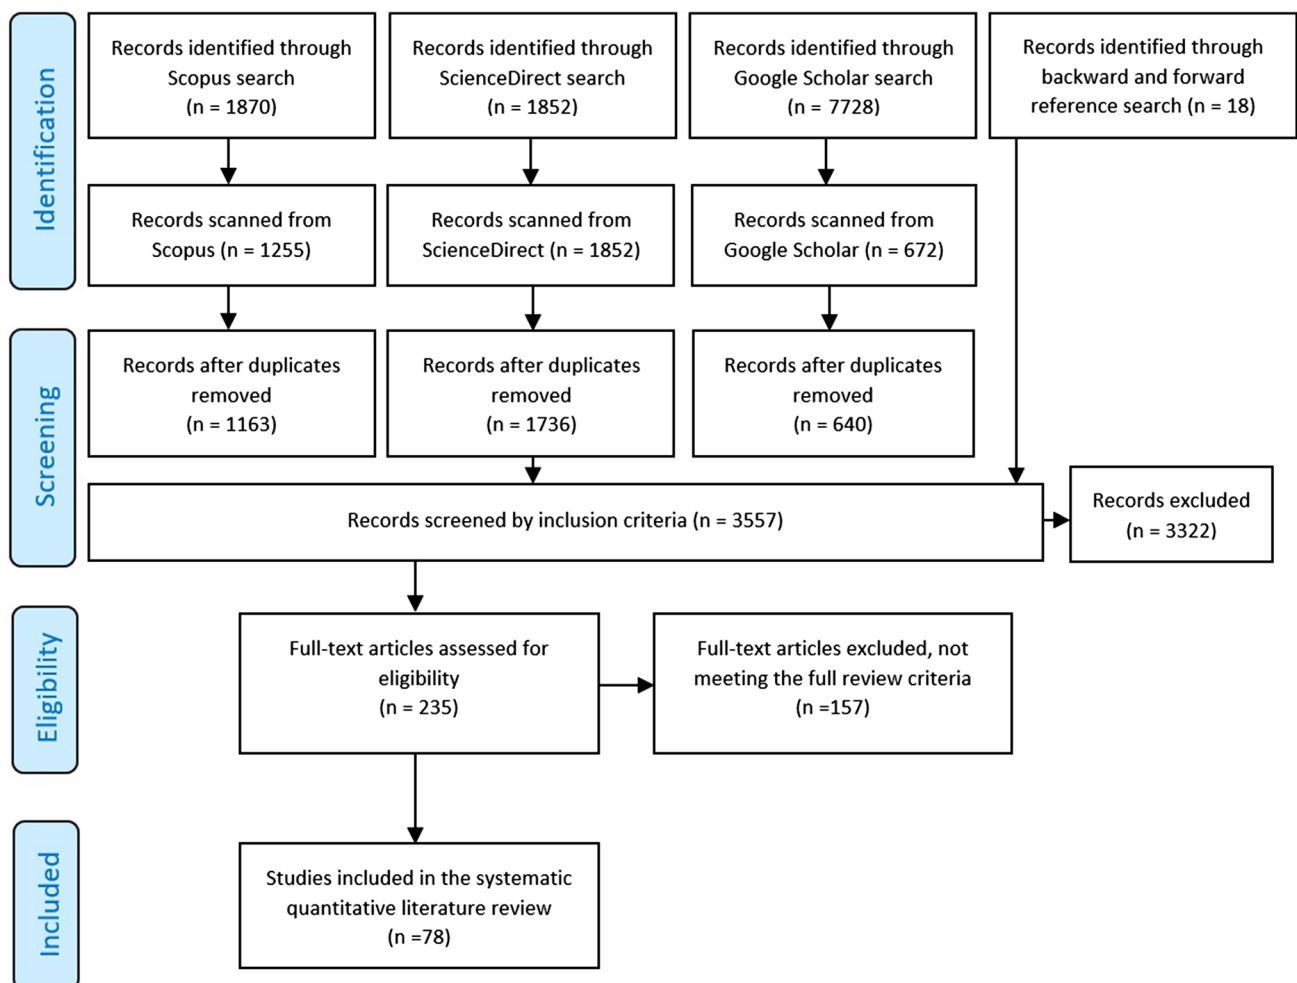 Identification
Records identified through
Scopus search
(n = 1870)
Records identified through
ScienceDirect search
(n = 1852)
Records identified through
Google Scholar search
(n = 7728)
Records identified through
backward and forward
reference search (n = 18)
Records scanned from
Scopus (n = 1255)
Records scanned from
ScienceDirect (n = 1852)
Records scanned from
Google Scholar (n = 672)
Screening
Records after duplicates
removed
(n = 1163)
Records after duplicates
removed
(n = 1736)
Records after duplicates
removed
(n = 640)
Records screened by inclusion criteria (n = 3557)
Records excluded
(n = 3322)
Eligibility
Full-text articles assessed for
eligibility
(n = 235)
Full-text articles excluded, not
meeting the full review criteria
(n =157)
Included
Studies included in the systematic
quantitative literature review
(n =78)